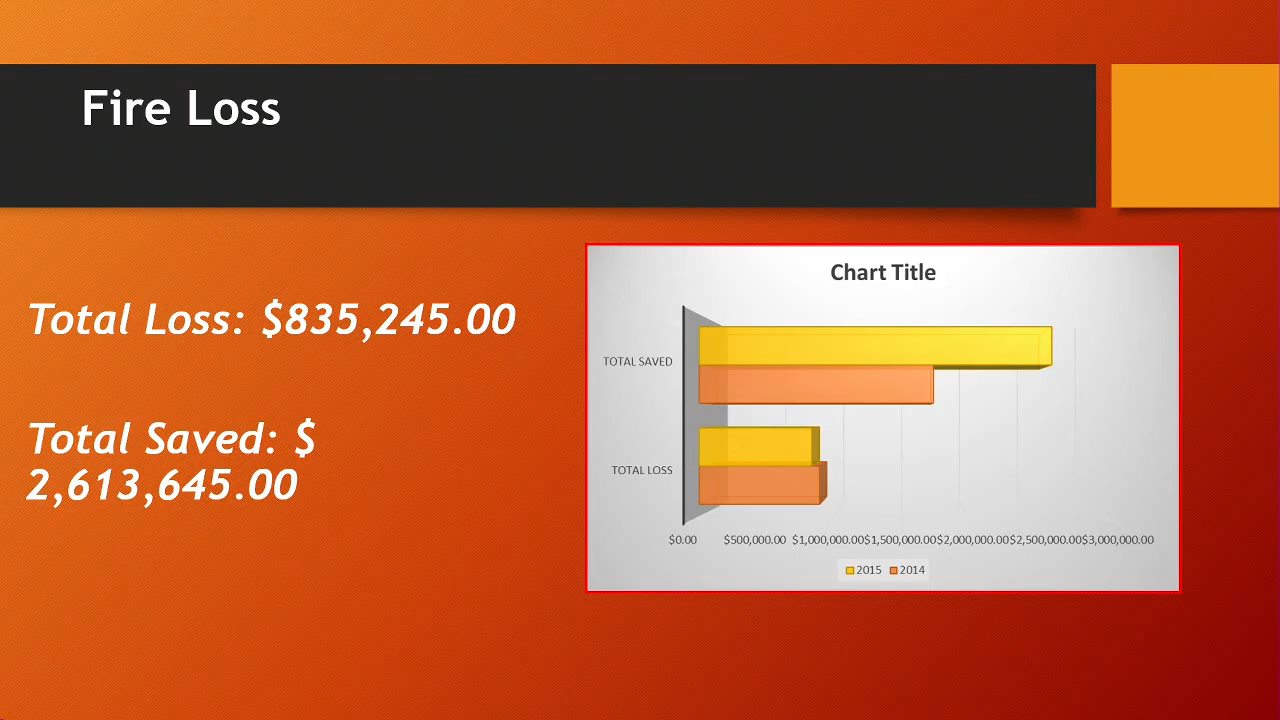 Fire Loss
Total Loss: $835,245.00
Total Saved: $
2,613,645.00
Chart Title
TOTAL SAVED
TOTAL LOSS
$0.00 $500,000.00 $1,000,000.00 $1,500,000.00 $2,000,000.00 $2,500,000.00 $3,000,000.00
2015 2014